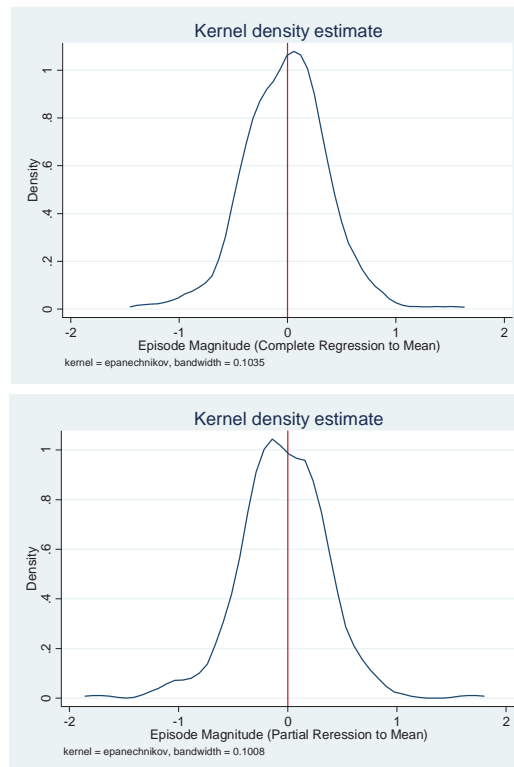 Kernel density estimate
Density
1
.8
.6
.4
.2
0
-2 -1 0 1 2
Episode Magnitude (Complete Regression to Mean)
kernel = epanechnikov, bandwidth = 0.1035
Kernel density estimate
Density
1
.8
.6
.4
.2
0
-2 -1 0 1 2
Episode Magnitude (Partial Reression to Mean)
kernel = epanechnikov, bandwidth = 0.1008